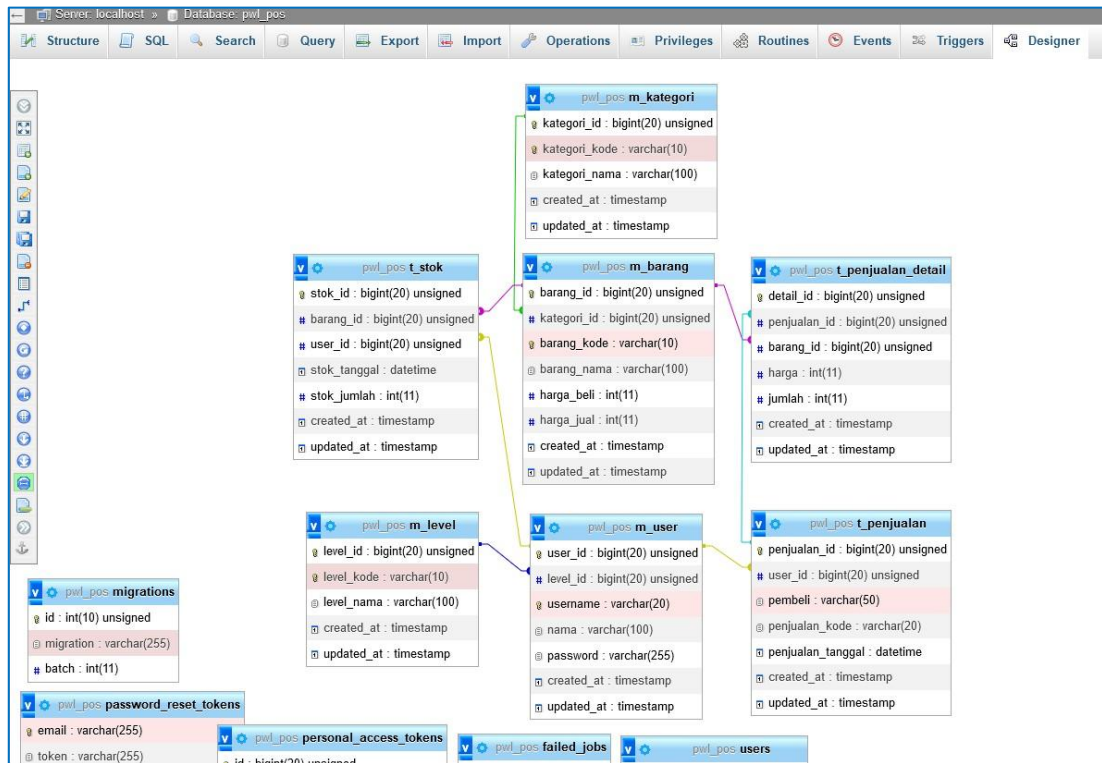 Server: localhost » Database: pwl_pos
Structure SQL Search Query Export Import Operations Privileges Routines Events Triggers Designer
pwl_pos m_kategori
kategori_id : bigint(20) unsigned
kategori_kode : varchar(10)
kategori_nama : varchar(100)
created_at : timestamp
updated_at : timestamp
pwl_pos t_stok
stok_id : bigint(20) unsigned
barang_id : bigint(20) unsigned
user_id : bigint(20) unsigned
stok_tanggal : datetime
stok_jumlah : int(11)
created_at : timestamp
updated_at : timestamp
pwl_pos m_barang
barang_id : bigint(20) unsigned
kategori_id : bigint(20) unsigned
barang_kode : varchar(10)
barang_nama : varchar(100)
harga_beli : int(11)
harga_jual : int(11)
created_at : timestamp
updated_at : timestamp
pwl_pos t_penjualan_detail
detail_id : bigint(20) unsigned
penjualan_id : bigint(20) unsigned
barang_id : bigint(20) unsigned
harga : int(11)
jumlah : int(11)
created_at : timestamp
updated_at : timestamp
pwl_pos m_level
level_id : bigint(20) unsigned
level_kode : varchar(10)
level_nama : varchar(100)
created_at : timestamp
updated_at : timestamp
pwl_pos m_user
user_id : bigint(20) unsigned
level_id : bigint(20) unsigned
username : varchar(20)
nama : varchar(100)
password : varchar(255)
created_at : timestamp
updated_at : timestamp
pwl_pos t_penjualan
penjualan_id : bigint(20) unsigned
user_id : bigint(20) unsigned
pembeli : varchar(50)
penjualan_kode : varchar(20)
penjualan_tanggal : datetime
created_at : timestamp
updated_at : timestamp
pwl_pos migrations
id : int(10) unsigned
migration : varchar(255)
batch : int(11)
pwl_pos password_reset_tokens
email : varchar(255)
token : varchar(255)
pwl_pos personal_access_tokens
id : bigint(20) unsigned
pwl_pos failed_jobs
pwl_pos users